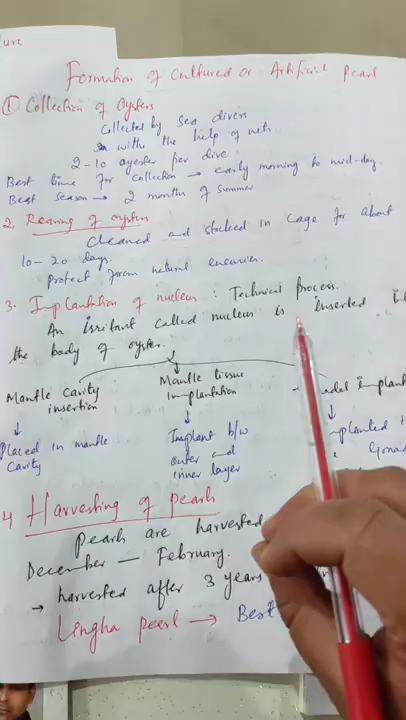 ure
Formation of Cultured or Artificial pearl
① Collection of Oysters
Collected by Sea divers
with the help of nets.
2-10 oyester per dive
Best time for collection → early morning to mid-day
Best season → 2 months of summer
2. Rearing of oysters
Cleaned and stocked in cage for about
10-20 days.
Protect from natural enemies.
3. Implantation of nucleus : Technical process.
An irritant called nucleus is inserted i
the body of oyster.
Mantle cavity insertion
Mantle tissue Implantation
implant
Placed in mantle cavity
Implant b/w outer and inner layer
planted
Gonad
4 Harvesting of pearls
Pearls are harvested
December — February.
→ harvested after 3 years
Lingha pearl → Best